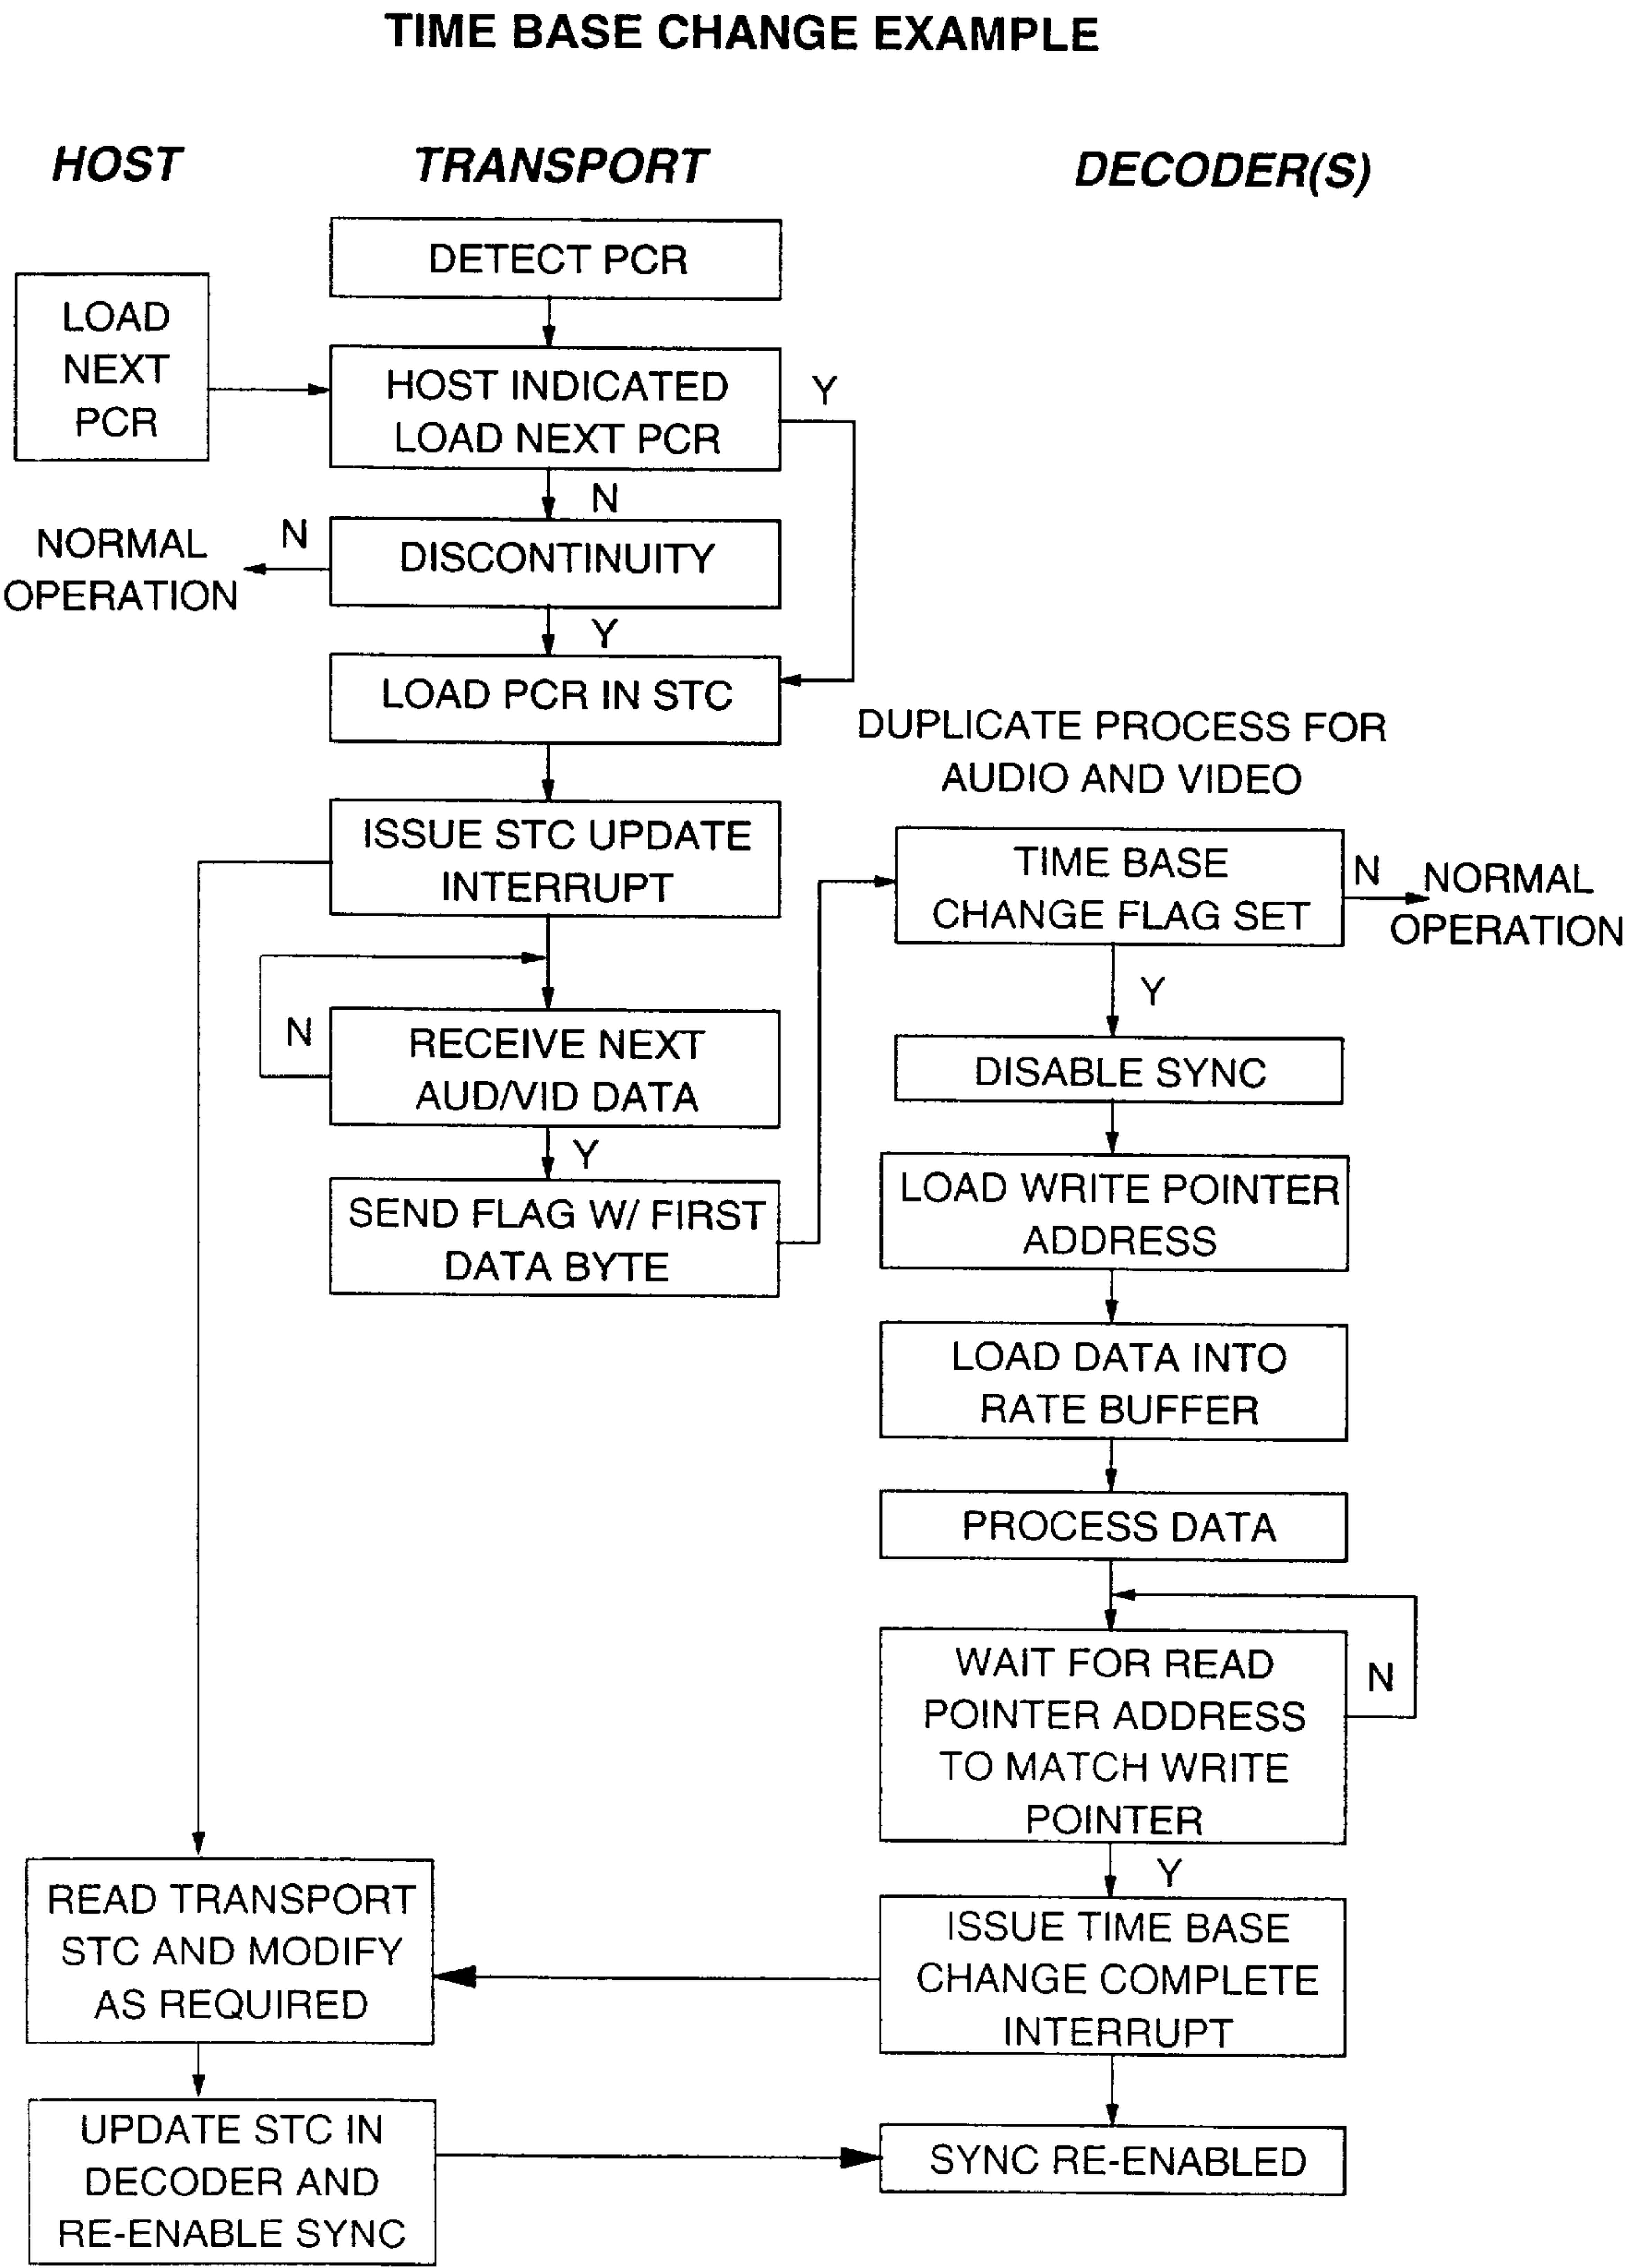 TIME BASE CHANGE EXAMPLE
HOST
TRANSPORT
DECODER(S)
DETECT PCR
LOAD
NEXT
PCR
HOST INDICATED
LOAD NEXT PCR
Y
N
DISCONTINUITY
N
NORMAL
OPERATION
Y
LOAD PCR IN STC
DUPLICATE PROCESS FOR
AUDIO AND VIDEO
ISSUE STC UPDATE
INTERRUPT
TIME BASE
CHANGE FLAG SET
N
NORMAL
OPERATION
Y
N
RECEIVE NEXT
AUD/VID DATA
Y
DISABLE SYNC
SEND FLAG W/ FIRST
DATA BYTE
LOAD WRITE POINTER
ADDRESS
LOAD DATA INTO
RATE BUFFER
PROCESS DATA
WAIT FOR READ
POINTER ADDRESS
TO MATCH WRITE
POINTER
N
Y
READ TRANSPORT
STC AND MODIFY
AS REQUIRED
ISSUE TIME BASE
CHANGE COMPLETE
INTERRUPT
UPDATE STC IN
DECODER AND
RE-ENABLE SYNC
SYNC RE-ENABLED